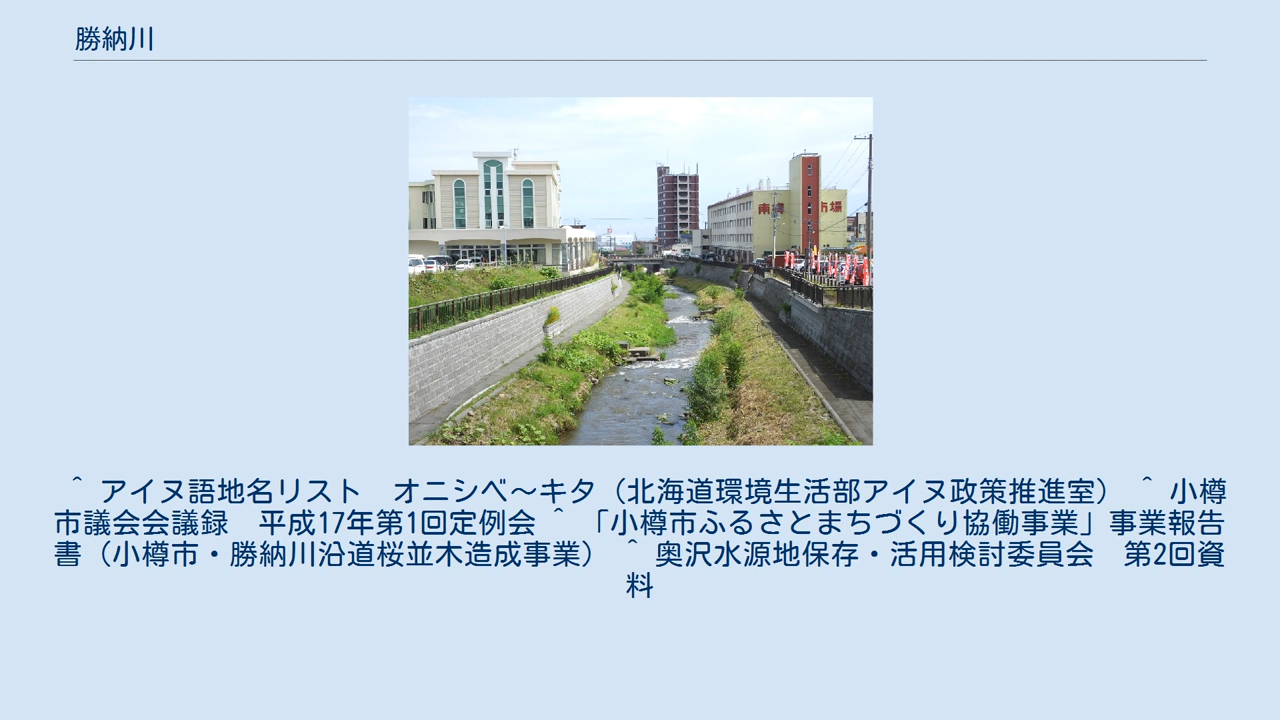 勝納川
南 市場
＾ アイヌ語地名リスト　オニシベ～キタ（北海道環境生活部アイヌ政策推進室） ＾ 小樽
市議会会議録　平成17年第1回定例会 ＾ 「小樽市ふるさとまちづくり協働事業」事業報告
書（小樽市・勝納川沿道桜並木造成事業） ＾ 奥沢水源地保存・活用検討委員会　第2回資
料